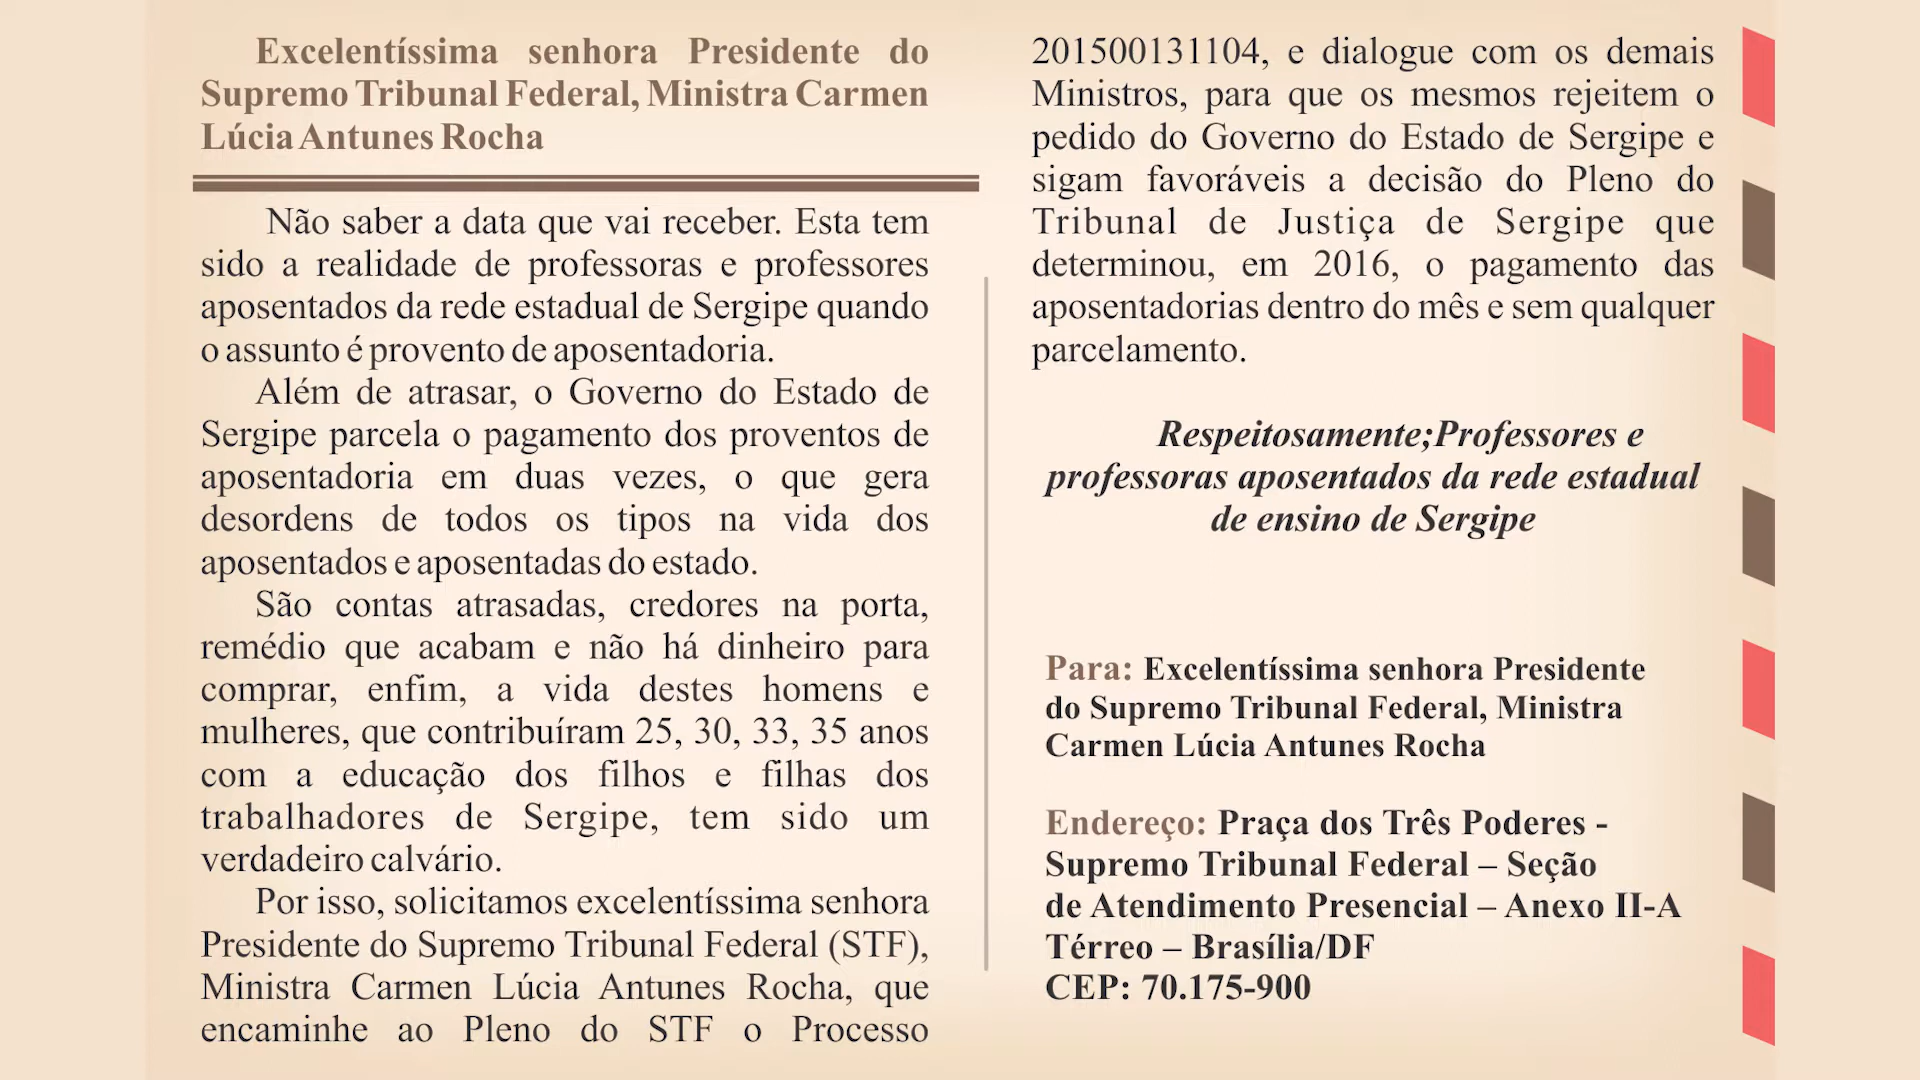 Excelentíssima senhora Presidente do
Supremo Tribunal Federal, Ministra Carmen
Lúcia Antunes Rocha
Não saber a data que vai receber. Esta tem
sido a realidade de professoras e professores
aposentados da rede estadual de Sergipe quando
o assunto é provento de aposentadoria.
Além de atrasar, o Governo do Estado de
Sergipe parcela o pagamento dos proventos de
aposentadoria em duas vezes, o que gera
desordens de todos os tipos na vida dos
aposentados e aposentadas do estado.
São contas atrasadas, credores na porta,
remédio que acabam e não há dinheiro para
comprar, enfim, a vida destes homens e
mulheres, que contribuíram 25, 30, 33, 35 anos
com a educação dos filhos e filhas dos
trabalhadores de Sergipe, tem sido um
verdadeiro calvário.
Por isso, solicitamos excelentíssima senhora
Presidente do Supremo Tribunal Federal (STF),
Ministra Carmen Lúcia Antunes Rocha, que
encaminhe ao Pleno do STF o Processo
201500131104, e dialogue com os demais
Ministros, para que os mesmos rejeitem o
pedido do Governo do Estado de Sergipe e
sigam favoráveis a decisão do Pleno do
Tribunal de Justiça de Sergipe que
determinou, em 2016, o pagamento das
aposentadorias dentro do mês e sem qualquer
parcelamento.
Respeitosamente;Professores e
professoras aposentados da rede estadual
de ensino de Sergipe
Para: Excelentíssima senhora Presidente
do Supremo Tribunal Federal, Ministra
Carmen Lúcia Antunes Rocha
Endereço: Praça dos Três Poderes -
Supremo Tribunal Federal – Seção
de Atendimento Presencial – Anexo II-A
Térreo – Brasília/DF
CEP: 70.175-900